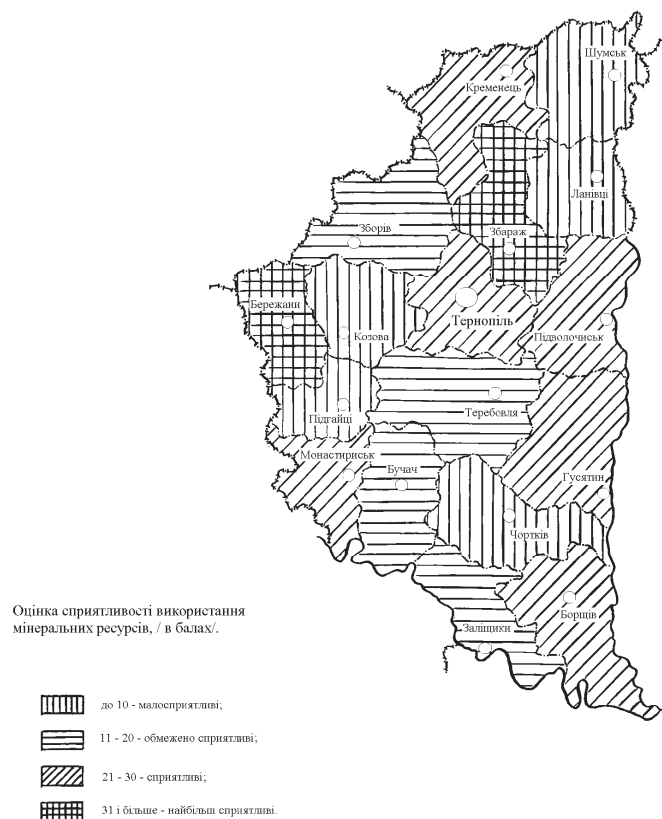 Шумськ
Кременець
Ланівці
Збараж
Зборів
Бережани
Тернопіль
Козова
Підволочиськ
Теребовля
Підгайці
Монастириськ
Бучач
Гусятин
Чортків
Борщів
Заліщики
Оцінка сприятливості використання
мінеральних ресурсів, / в балах/.
до 10 - малосприятливі;
11 - 20 - обмежено сприятливі;
21 - 30 - сприятливі;
31 і більше - найбільш сприятливі.